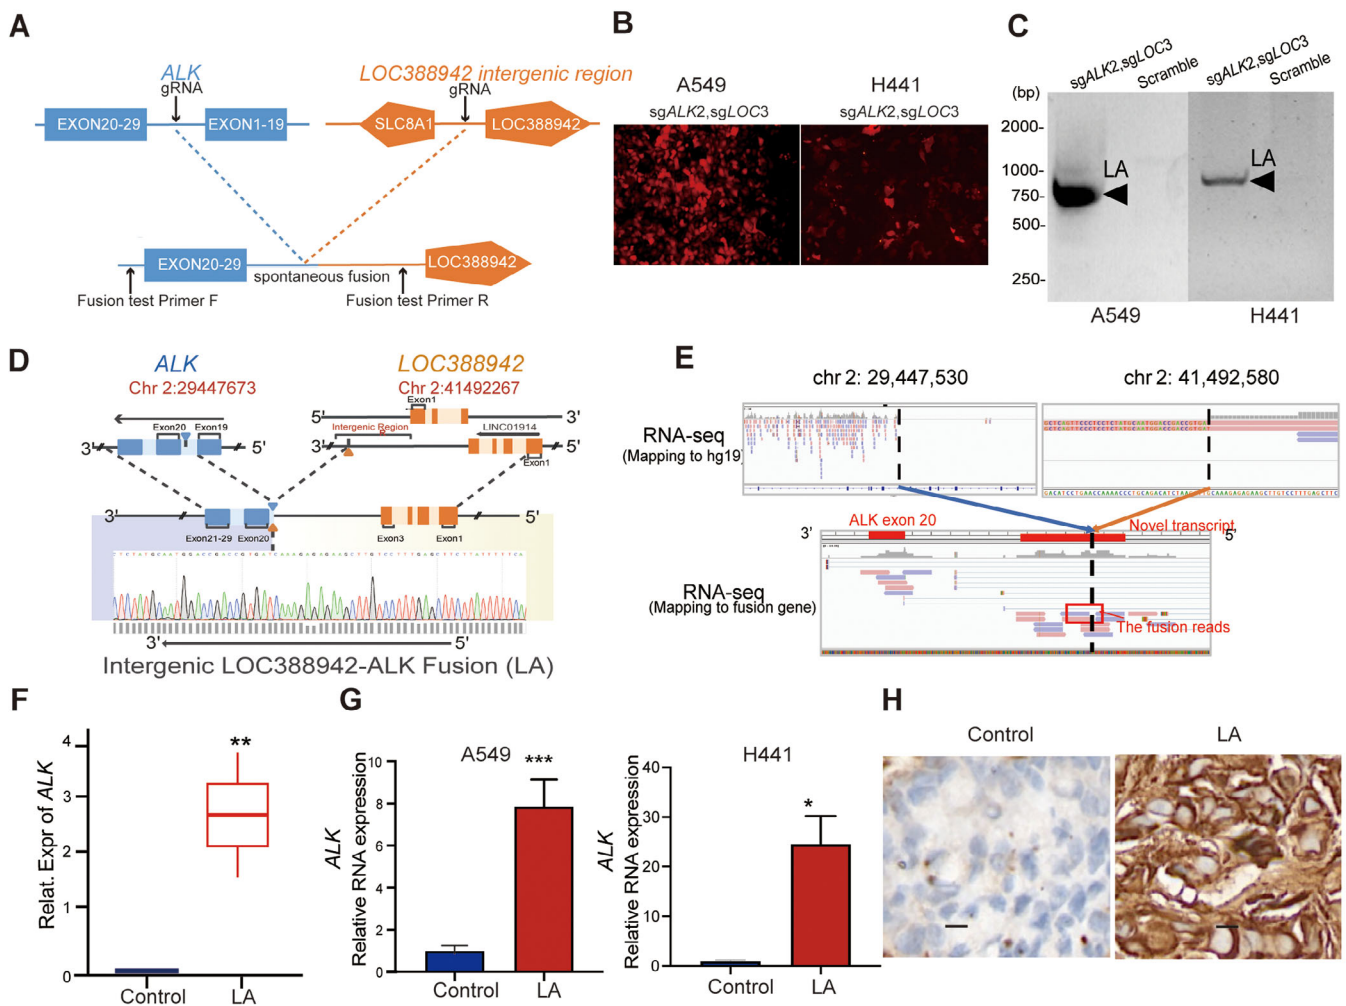 A
ALK
gRNA
LOC388942 intergenic region
gRNA
EXON20-29
EXON1-19
SLC8A1
LOC388942
EXON20-29
LOC388942
spontaneous fusion
Fusion test Primer F
Fusion test Primer R
B
A549
H441
sgALK2,sgLOC3
sgALK2,sgLOC3
C
sgALK2,sgLOC3
Scramble
sgALK2,sgLOC3
Scramble
(bp)
2000-
1000-
750-
500-
250-
LA
LA
A549
H441
D
ALK
LOC388942
Chr 2:29447673
Chr 2:41492267
Exon1
5'
3'
Exon20
Exon19
Intergenic Region
LINC01914
3'
5'
3'
5'
Exon1
3'
5'
Exon21-29
Exon20
Exon3
Exon1
3'
5'
Intergenic LOC388942-ALK Fusion (LA)
E
chr 2: 29,447,530
chr 2: 41,492,580
RNA-seq
(Mapping to hg19)
3'
ALK exon 20
Novel transcript
5'
RNA-seq
(Mapping to fusion gene)
The fusion reads
F
Relat. Expr of ALK
4
3
2
1
0
**
Control
LA
G
A549
***
ALK
Relative RNA expression
10
8
6
4
2
0
Control
LA
H441
*
ALK
Relative RNA expression
40
30
20
10
0
Control
LA
H
Control
LA